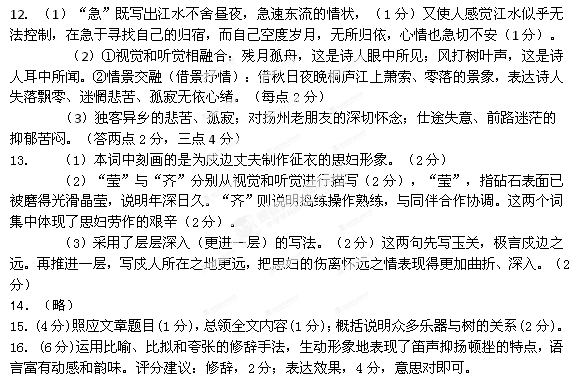 12. （1）“急”既写出江水不舍昼夜，急速东流的情状，（1 分）又使人感觉江水似乎无
法控制，在急于寻找自己的归宿，而自己空度岁月，无所归依，心情也急切不安（1 分）。
（2）①视觉和听觉相融合：残月孤舟，这是诗人眼中所见；风打树叶声，这是诗
人耳中所闻。②情景交融（借景抒情）：借秋日夜晚桐庐江上萧索、零落的景象，表达诗人
失落飘零、迷惘悲苦、孤寂无依心绪。（每点 2 分）
（3）独客异乡的悲苦、孤寂；对扬州老朋友的深切怀念；仕途失意、前路迷茫的
抑郁苦闷。（答两点 2 分，三点 4 分）
13. （1）本词中刻画的是为戍边丈夫制作征衣的思妇形象。（2 分）
（2）“莹”与“齐”分别从视觉和听觉进行描写（2 分），“莹”，指砧石表面已
被磨得光滑晶莹，说明年深日久。“齐”则说明捣练操作熟练，与同伴合作协调。这两个词
集中体现了思妇劳作的艰辛（2 分）。
（3）采用了层层深入（更进一层）的写法。（2 分）这两句先写玉关，极言戍边之
远。再推进一层，写戍人所在之地更远，把思妇的伤离怀远之情表现得更加曲折、深入。（2
分）
14. （略）
15. (4 分)照应文章题目(1 分)，总领全文内容(1 分)；概括说明众多乐器与树的关系(2 分)。
16. (6 分)运用比喻、比拟和夸张的修辞手法，生动形象地表现了笛声抑扬顿挫的特点，语
言富有动感和韵味。评分建议：修辞，2 分；表达效果，4 分，意思对即可。